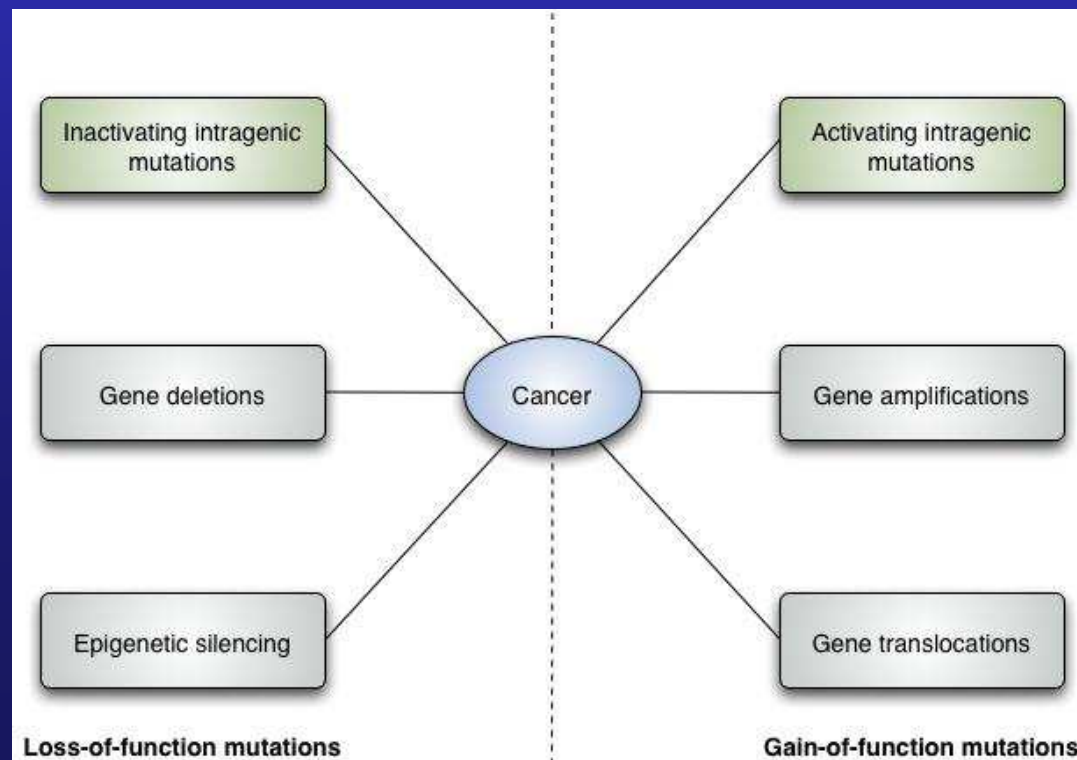 Inactivating intragenic
mutations
Activating intragenic
mutations
Gene deletions
Cancer
Gene amplifications
Epigenetic silencing
Gene translocations
Loss-of-function mutations
Gain-of-function mutations